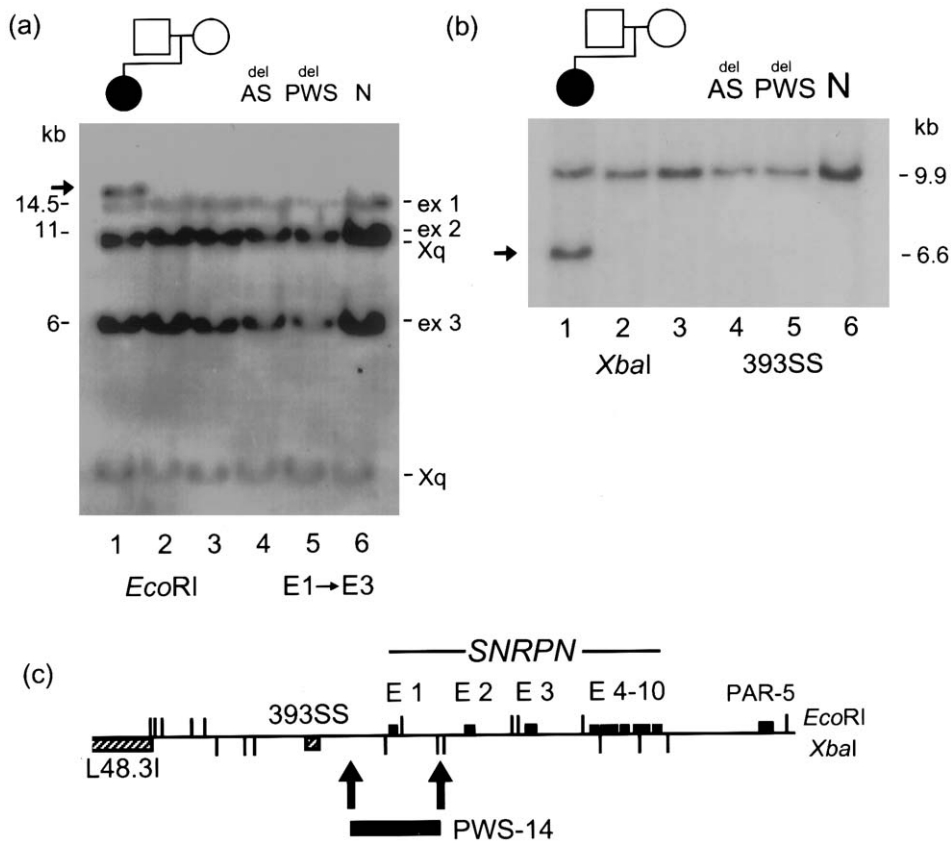 (a)
del del
AS PWS N
kb
14.5-
11-
6-
- ex 1
- ex 2
Xq
- ex 3
- Xq
1 2 3 4 5 6
EcoRI E1→E3
(b)
del del
AS PWS N
kb
- 9.9
- 6.6
1 2 3 4 5 6
XbaI 393SS
(c)
SNRPN
393SS E 1 E 2 E 3 E 4-10 PAR-5
EcoRI
XbaI
L48.3I
PWS-14